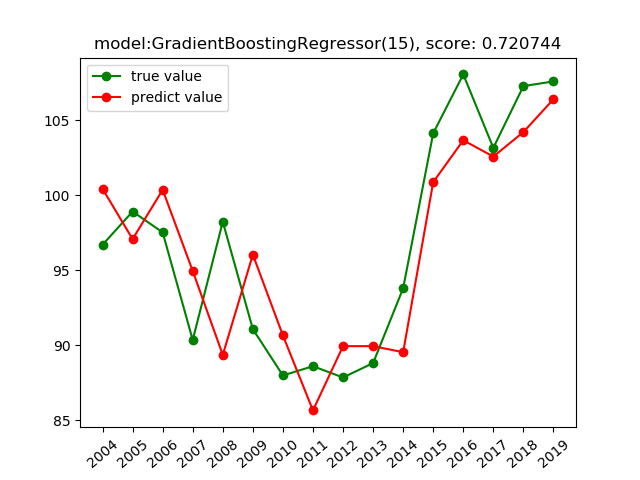 model:GradientBoostingRegressor(15), score: 0.720744
true value
predict value
105
100
95
90
85
2004 2005 2006 2007 2008 2009 2010 2011 2012 2013 2014 2015 2016 2017 2018 2019